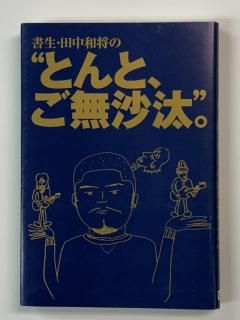 書生・田中和将の
“とんと、
ご無沙汰”。